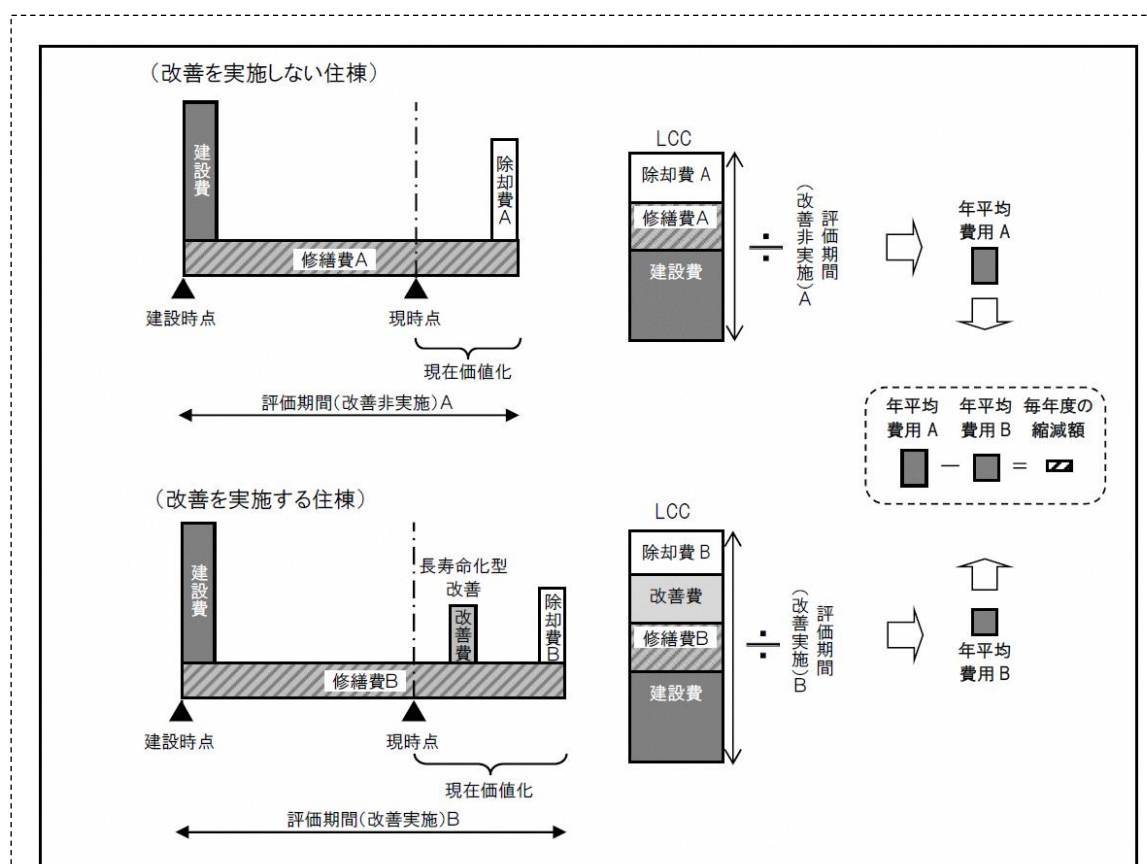 （改善を実施しない住棟）
建設費
除却費A
修繕費A
建設時点
現時点
現在価値化
評価期間(改善非実施)A
LCC
除却費 A
修繕費A
建設費
÷
評価期間
(改善非実施)A
年平均
費用 A
年平均
費用 A
年平均
費用 B
毎年度の
縮減額
－
＝
（改善を実施する住棟）
建設費
長寿命化型
改善
改善費
除却費B
修繕費B
建設時点
現時点
現在価値化
評価期間(改善実施)B
LCC
除却費 B
改善費
修繕費B
建設費
÷
評価期間
(改善実施)B
年平均
費用 B